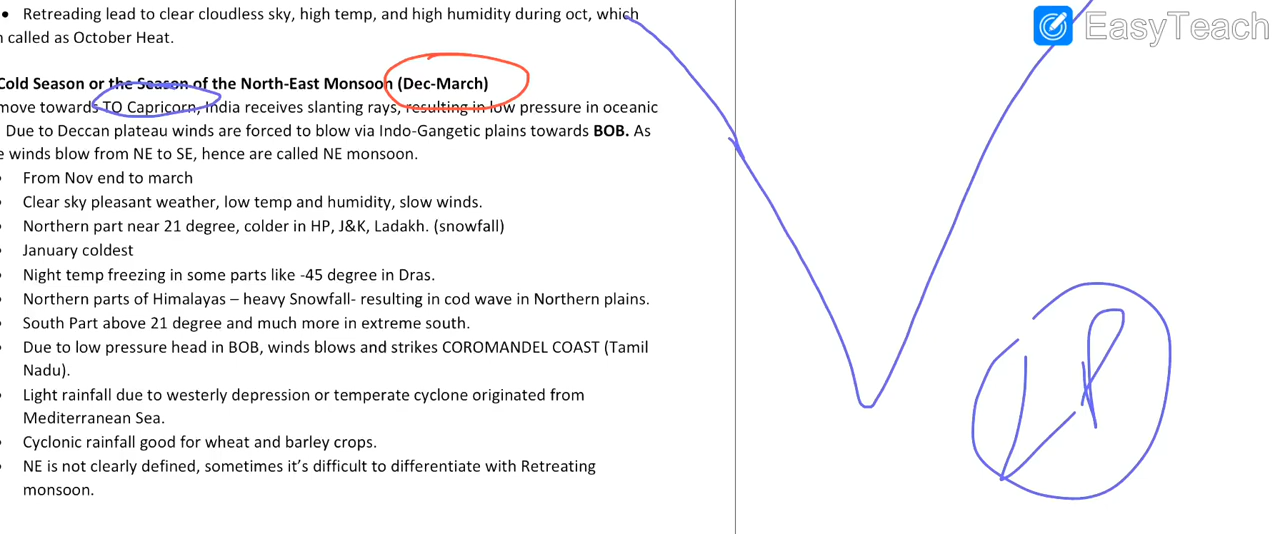 • Retreading lead to clear cloudless sky, high temp, and high humidity during oct, which
n called as October Heat.
Cold Season or the Season of the North-East Monsoon (Dec-March)
move towards TO Capricorn, India receives slanting rays, resulting in low pressure in oceanic
. Due to Deccan plateau winds are forced to blow via Indo-Gangetic plains towards BOB. As
e winds blow from NE to SE, hence are called NE monsoon.
• From Nov end to march
• Clear sky pleasant weather, low temp and humidity, slow winds.
• Northern part near 21 degree, colder in HP, J&K, Ladakh. (snowfall)
• January coldest
• Night temp freezing in some parts like -45 degree in Dras.
• Northern parts of Himalayas – heavy Snowfall- resulting in cod wave in Northern plains.
• South Part above 21 degree and much more in extreme south.
• Due to low pressure head in BOB, winds blows and strikes COROMANDEL COAST (Tamil
Nadu).
• Light rainfall due to westerly depression or temperate cyclone originated from
Mediterranean Sea.
• Cyclonic rainfall good for wheat and barley crops.
• NE is not clearly defined, sometimes it’s difficult to differentiate with Retreating
monsoon.
EasyTeach
LP